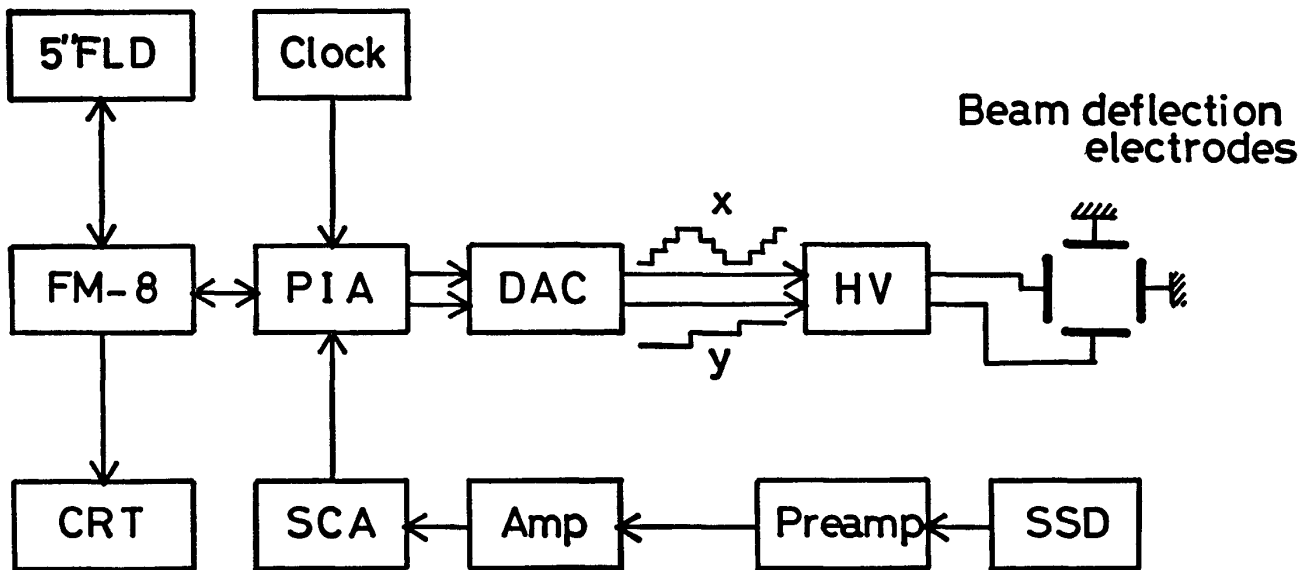 5"FLD
Clock
Beam deflection
electrodes
x
FM-8
PIA
DAC
HV
y
CRT
SCA
Amp
Preamp
SSD